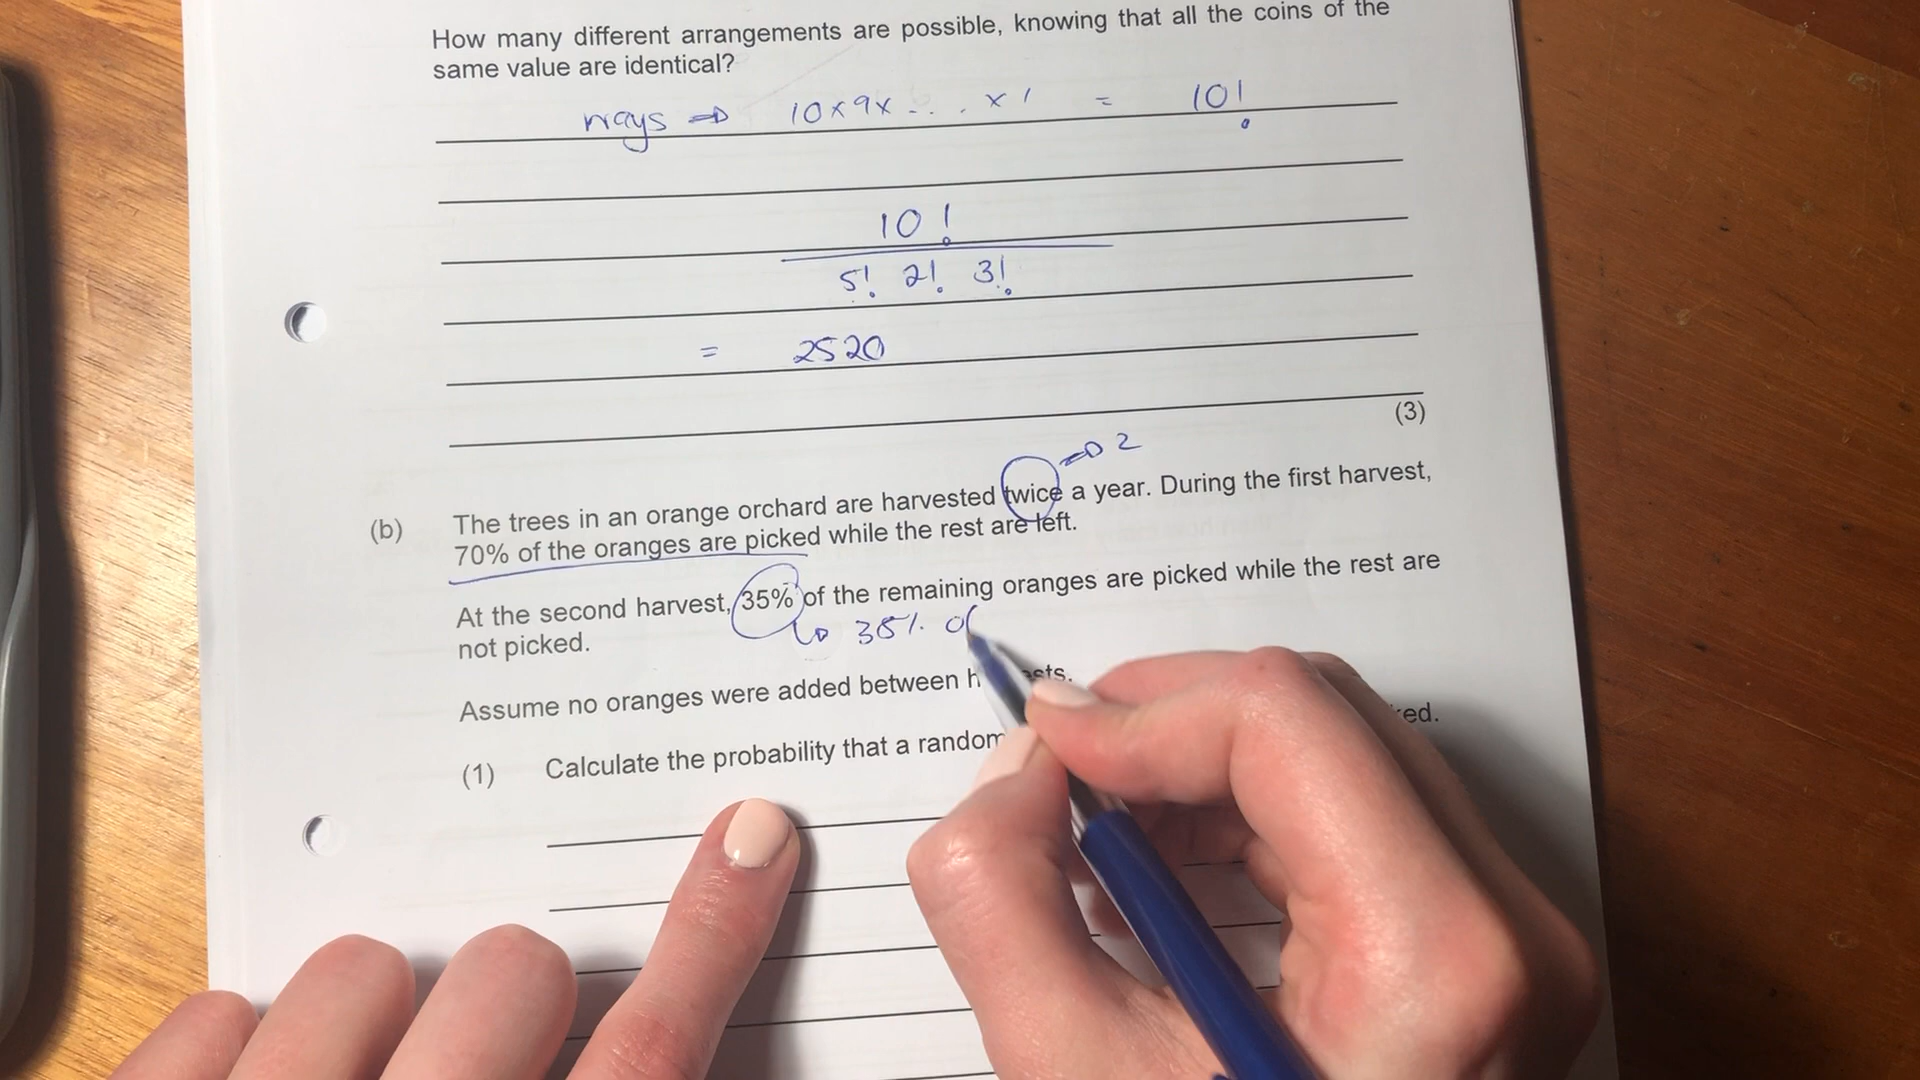 How many different arrangements are possible, knowing that all the coins of the
same value are identical?
ways ⇒ 10×9×... ×1 = 10!
10!
5! 2! 3!
= 2520
(3)
⇒ 2
(b) The trees in an orange orchard are harvested twice a year. During the first harvest,
70% of the oranges are picked while the rest are left.
At the second harvest, 35% of the remaining oranges are picked while the rest are
not picked.
↳ 35% of
Assume no oranges were added between
(1) Calculate the probability that a random